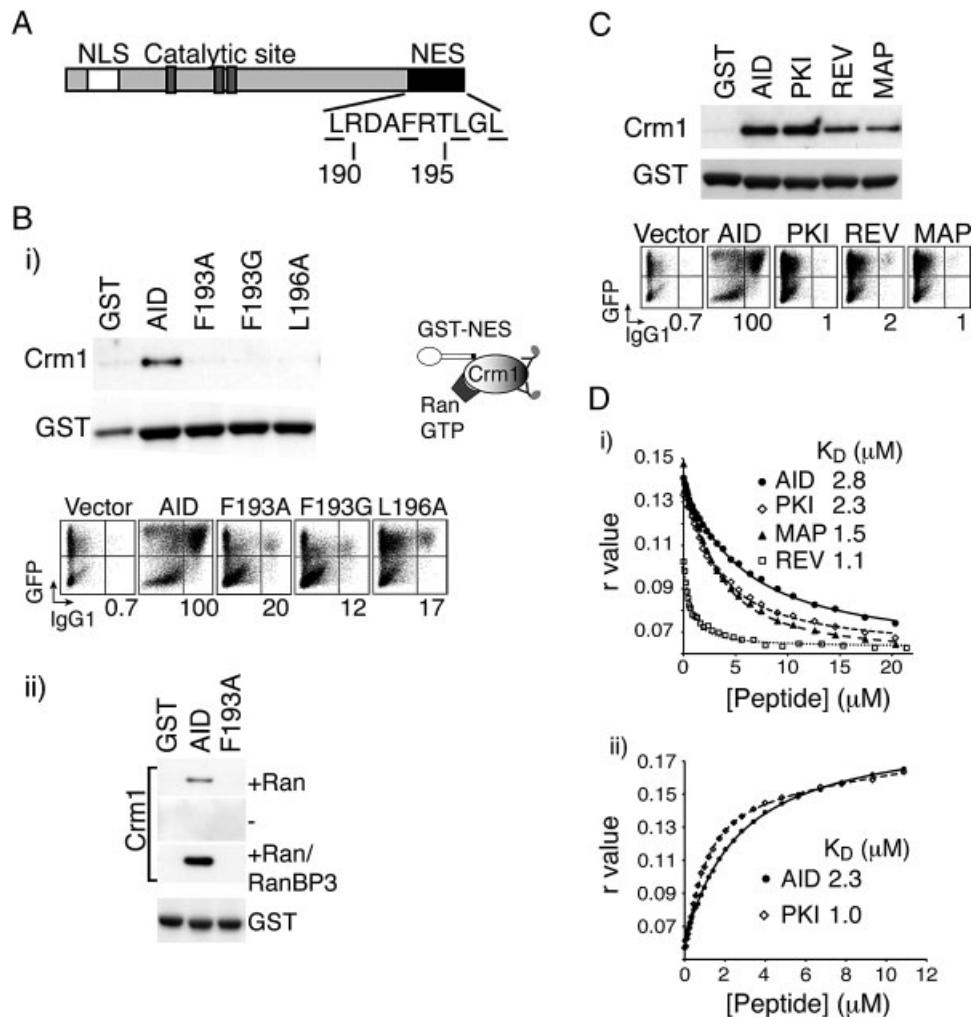 A
NLS Catalytic site NES
LRDAFRTLGL
190 195
B
i)
GST AID F193A F193G L196A
Crm1
GST
GST-NES
Crm1
Ran
GTP
Vector AID F193A F193G L196A
GFP
IgG1 0.7 100 20 12 17
ii)
GST AID F193A
Crm1
+Ran
-
+Ran/
RanBP3
GST
C
GST AID PKI REV MAP
Crm1
GST
Vector AID PKI REV MAP
GFP
IgG1 0.7 100 1 2 1
D
i)
KD (μM)
AID 2.8
PKI 2.3
MAP 1.5
REV 1.1
r value
0.15
0.13
0.11
0.09
0.07
0 5 10 15 20
[Peptide] (μM)
ii)
r value
0.17
0.15
0.13
0.11
0.09
0.07
KD (μM)
AID 2.3
PKI 1.0
0 2 4 6 8 10 12
[Peptide] (μM)